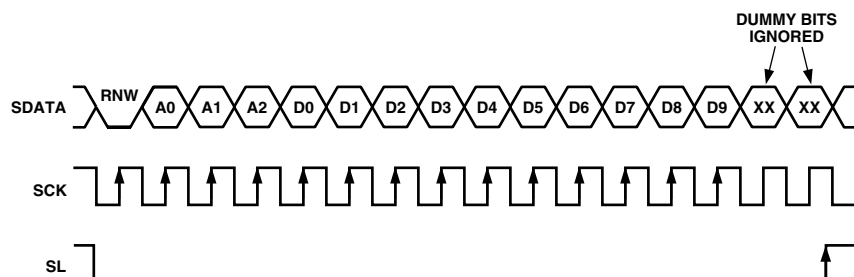 DUMMY BITS
IGNORED
SDATA RNW A0 A1 A2 D0 D1 D2 D3 D4 D5 D6 D7 D8 D9 XX XX
SCK
SL